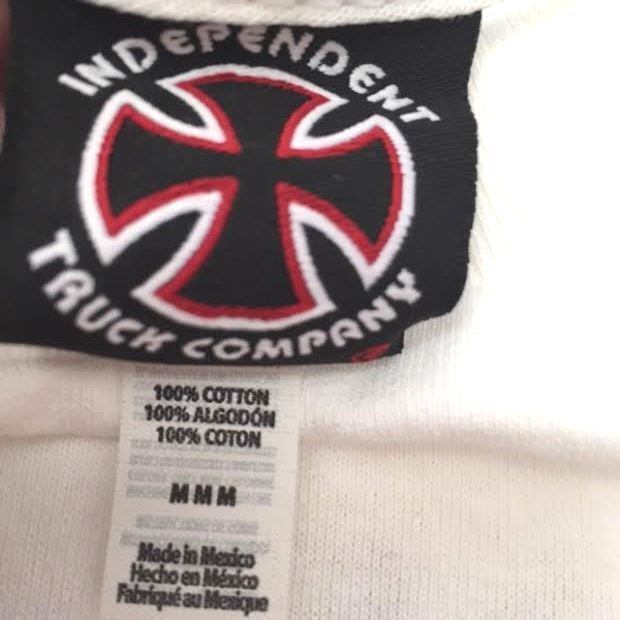 INDEPENDENT
TRUCK COMPANY
100% COTTON
100% ALGODÓN
100% COTON
M M M
Made in Mexico
Hecho en México
Fabriqué au Mexique